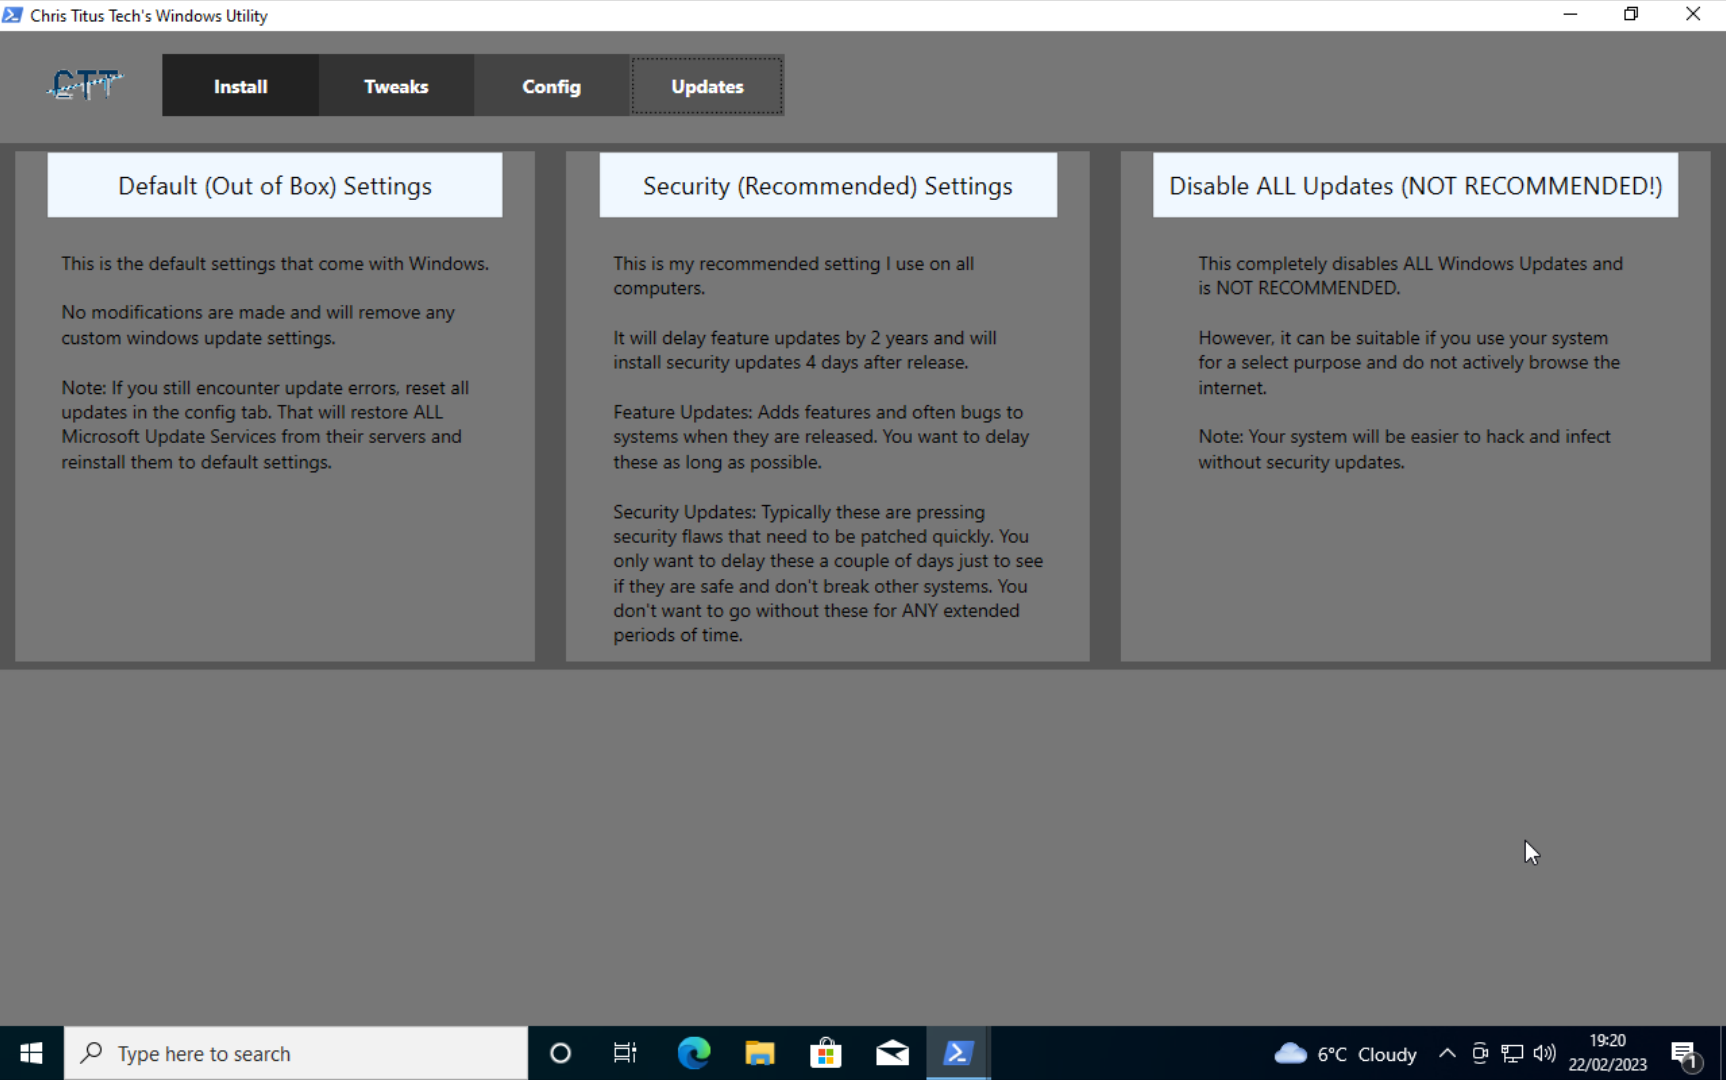 Chris Titus Tech's Windows Utility
CTT
Install
Tweaks
Config
Updates
Default (Out of Box) Settings
This is the default settings that come with Windows.
No modifications are made and will remove any
custom windows update settings.
Note: If you still encounter update errors, reset all
updates in the config tab. That will restore ALL
Microsoft Update Services from their servers and
reinstall them to default settings.
Security (Recommended) Settings
This is my recommended setting I use on all
computers.
It will delay feature updates by 2 years and will
install security updates 4 days after release.
Feature Updates: Adds features and often bugs to
systems when they are released. You want to delay
these as long as possible.
Security Updates: Typically these are pressing
security flaws that need to be patched quickly. You
only want to delay these a couple of days just to see
if they are safe and don't break other systems. You
don't want to go without these for ANY extended
periods of time.
Disable ALL Updates (NOT RECOMMENDED!)
This completely disables ALL Windows Updates and
is NOT RECOMMENDED.
However, it can be suitable if you use your system
for a select purpose and do not actively browse the
internet.
Note: Your system will be easier to hack and infect
without security updates.
Type here to search
6°C Cloudy
19:20
22/02/2023
1